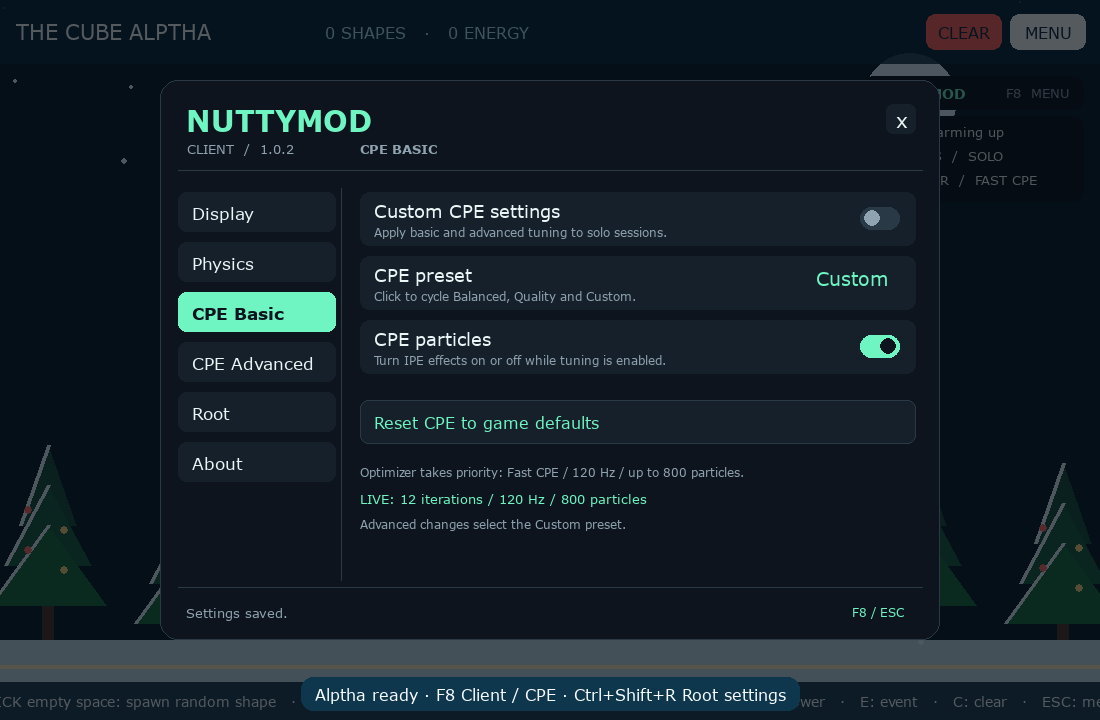 THE CUBE ALPTHA
0 SHAPES · 0 ENERGY
CLEAR
MENU
F8 MENU
arming up
/ SOLO
R / FAST CPE
NUTTYMOD
CLIENT / 1.0.2
CPE BASIC
x
Display
Physics
CPE Basic
CPE Advanced
Root
About
Custom CPE settings
Apply basic and advanced tuning to solo sessions.
CPE preset
Click to cycle Balanced, Quality and Custom.
Custom
CPE particles
Turn IPE effects on or off while tuning is enabled.
Reset CPE to game defaults
Optimizer takes priority: Fast CPE / 120 Hz / up to 800 particles.
LIVE: 12 iterations / 120 Hz / 800 particles
Advanced changes select the Custom preset.
Settings saved.
F8 / ESC
ICK empty space: spawn random shape ·
wer · E: event · C: clear · ESC: me
Alptha ready · F8 Client / CPE · Ctrl+Shift+R Root settings